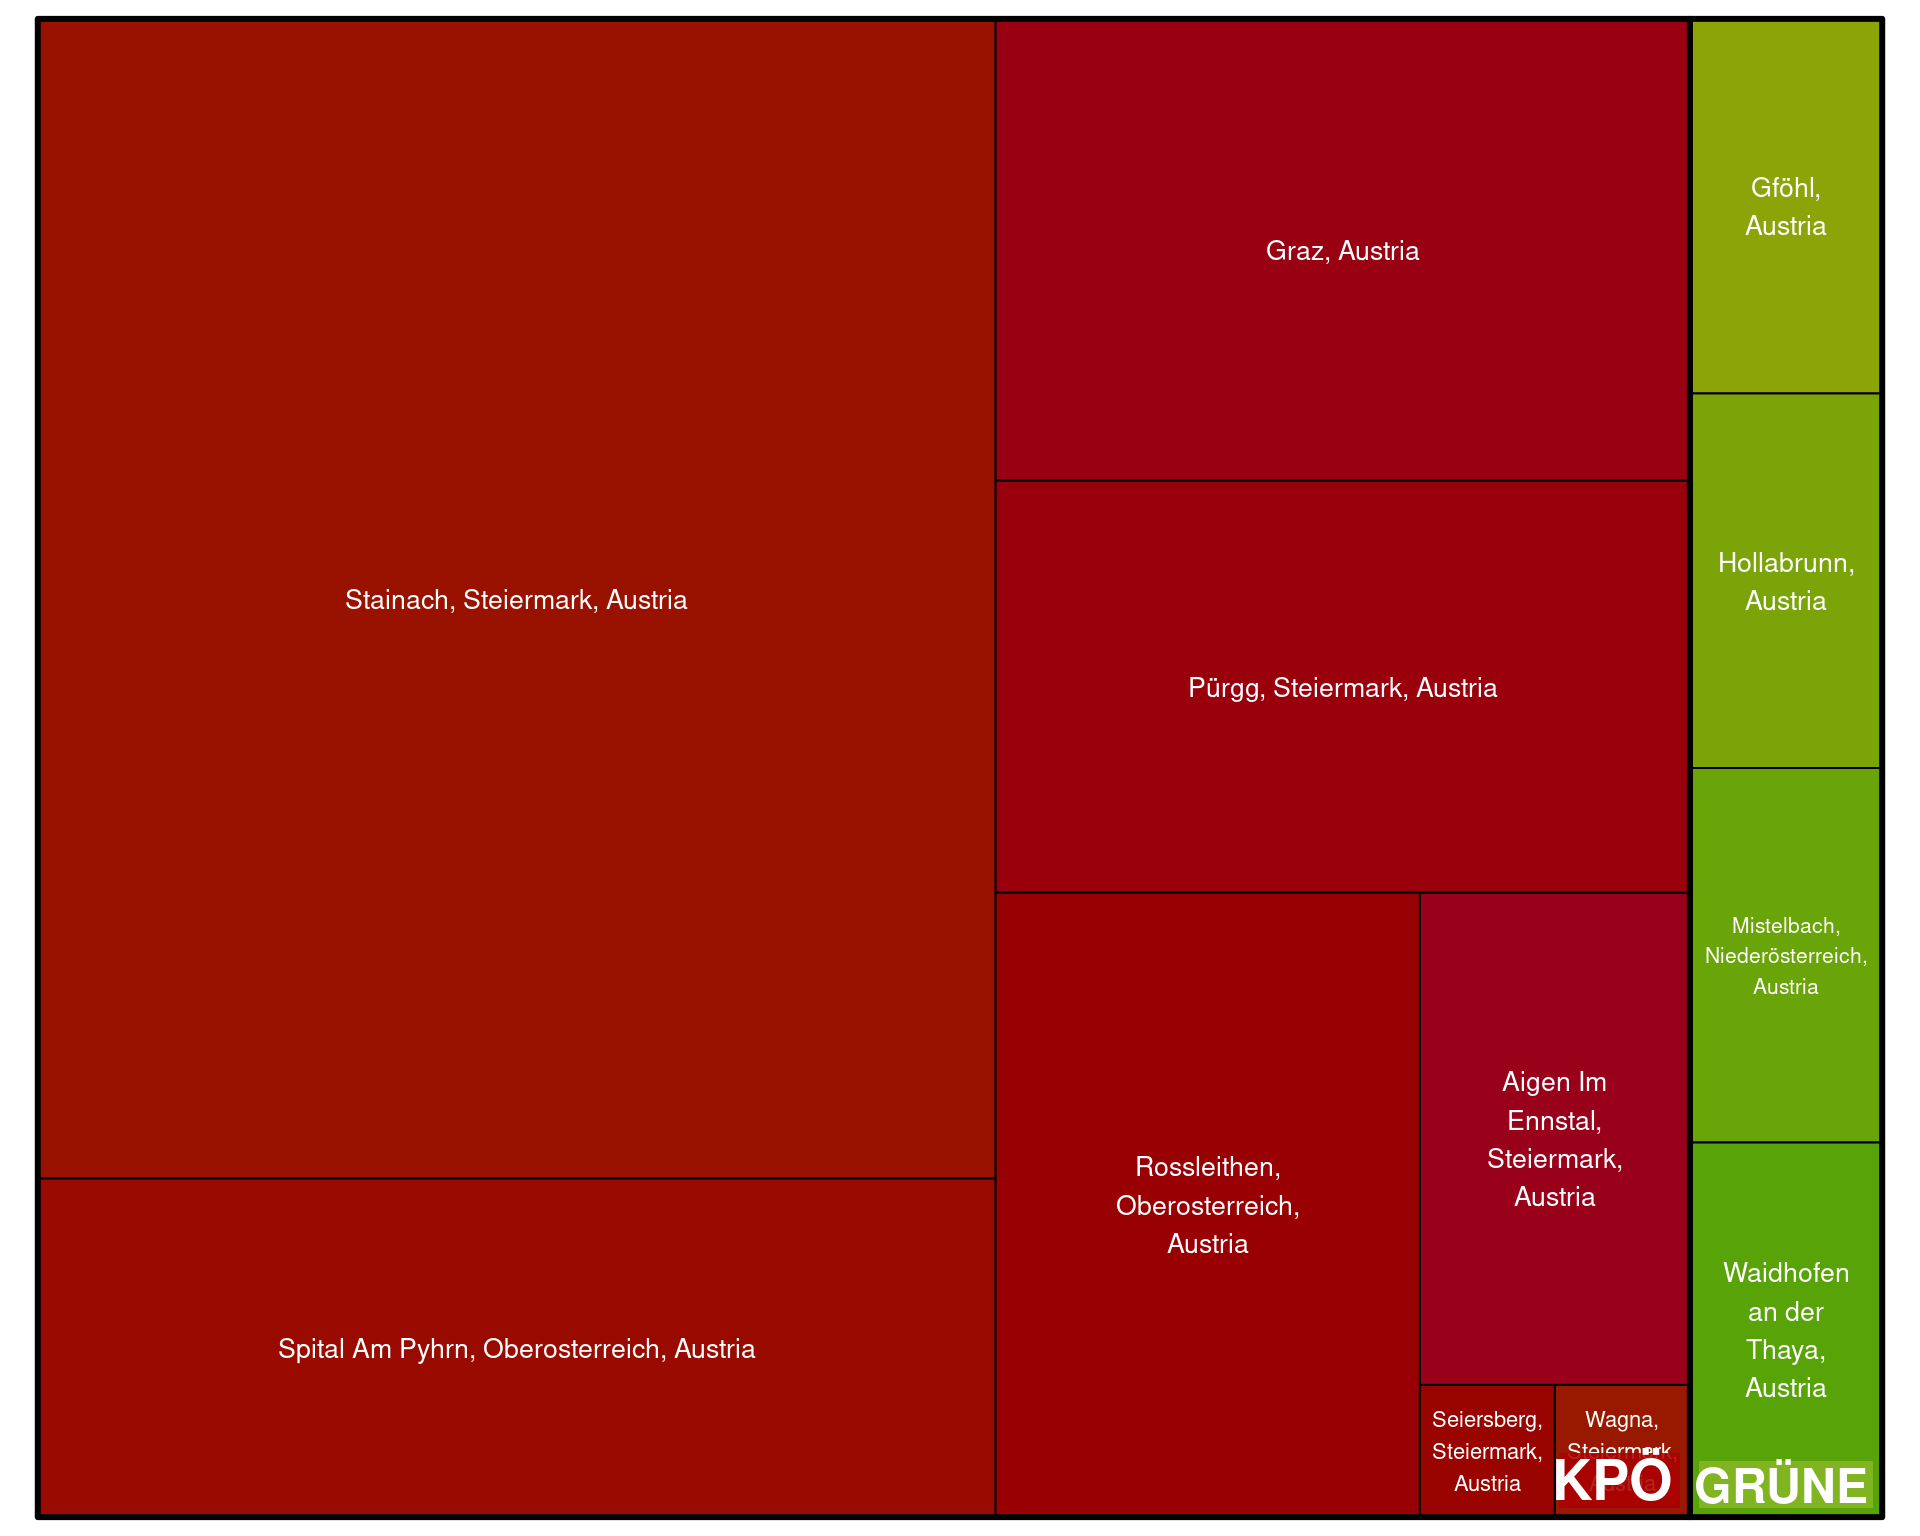 Stainach, Steiermark, Austria
Spital Am Pyhrn, Oberosterreich, Austria
Graz, Austria
Pürgg, Steiermark, Austria
Rossleithen,
Oberosterreich,
Austria
Aigen Im
Ennstal,
Steiermark,
Austria
Seiersberg,
Steiermark,
Austria
Wagna,
Steiermark,
Austria
KPÖ
Gföhl,
Austria
Hollabrunn,
Austria
Mistelbach,
Niederösterreich,
Austria
Waidhofen
an der
Thaya,
Austria
GRÜNE